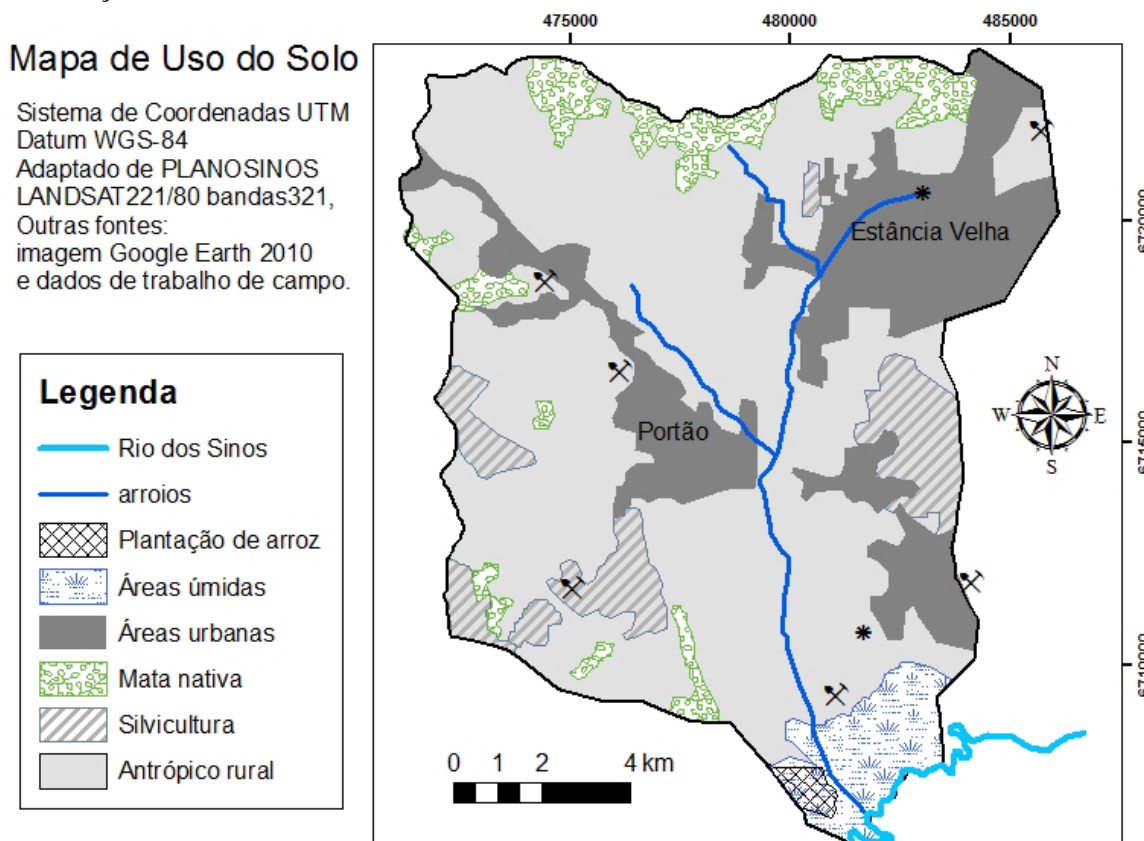 475000 480000 485000
Mapa de Uso do Solo
Sistema de Coordenadas UTM
Datum WGS-84
Adaptado de PLANOSINOS
LANDSAT221/80 bandas321,
Outras fontes:
imagem Google Earth 2010
e dados de trabalho de campo.
Estância Velha
6720000
Legenda
Rio dos Sinos
arroios
Plantação de arroz
Áreas úmidas
Áreas urbanas
Mata nativa
Silvicultura
Antrópico rural
N
W E
S
Portão
6715000
6710000
0 1 2 4 km